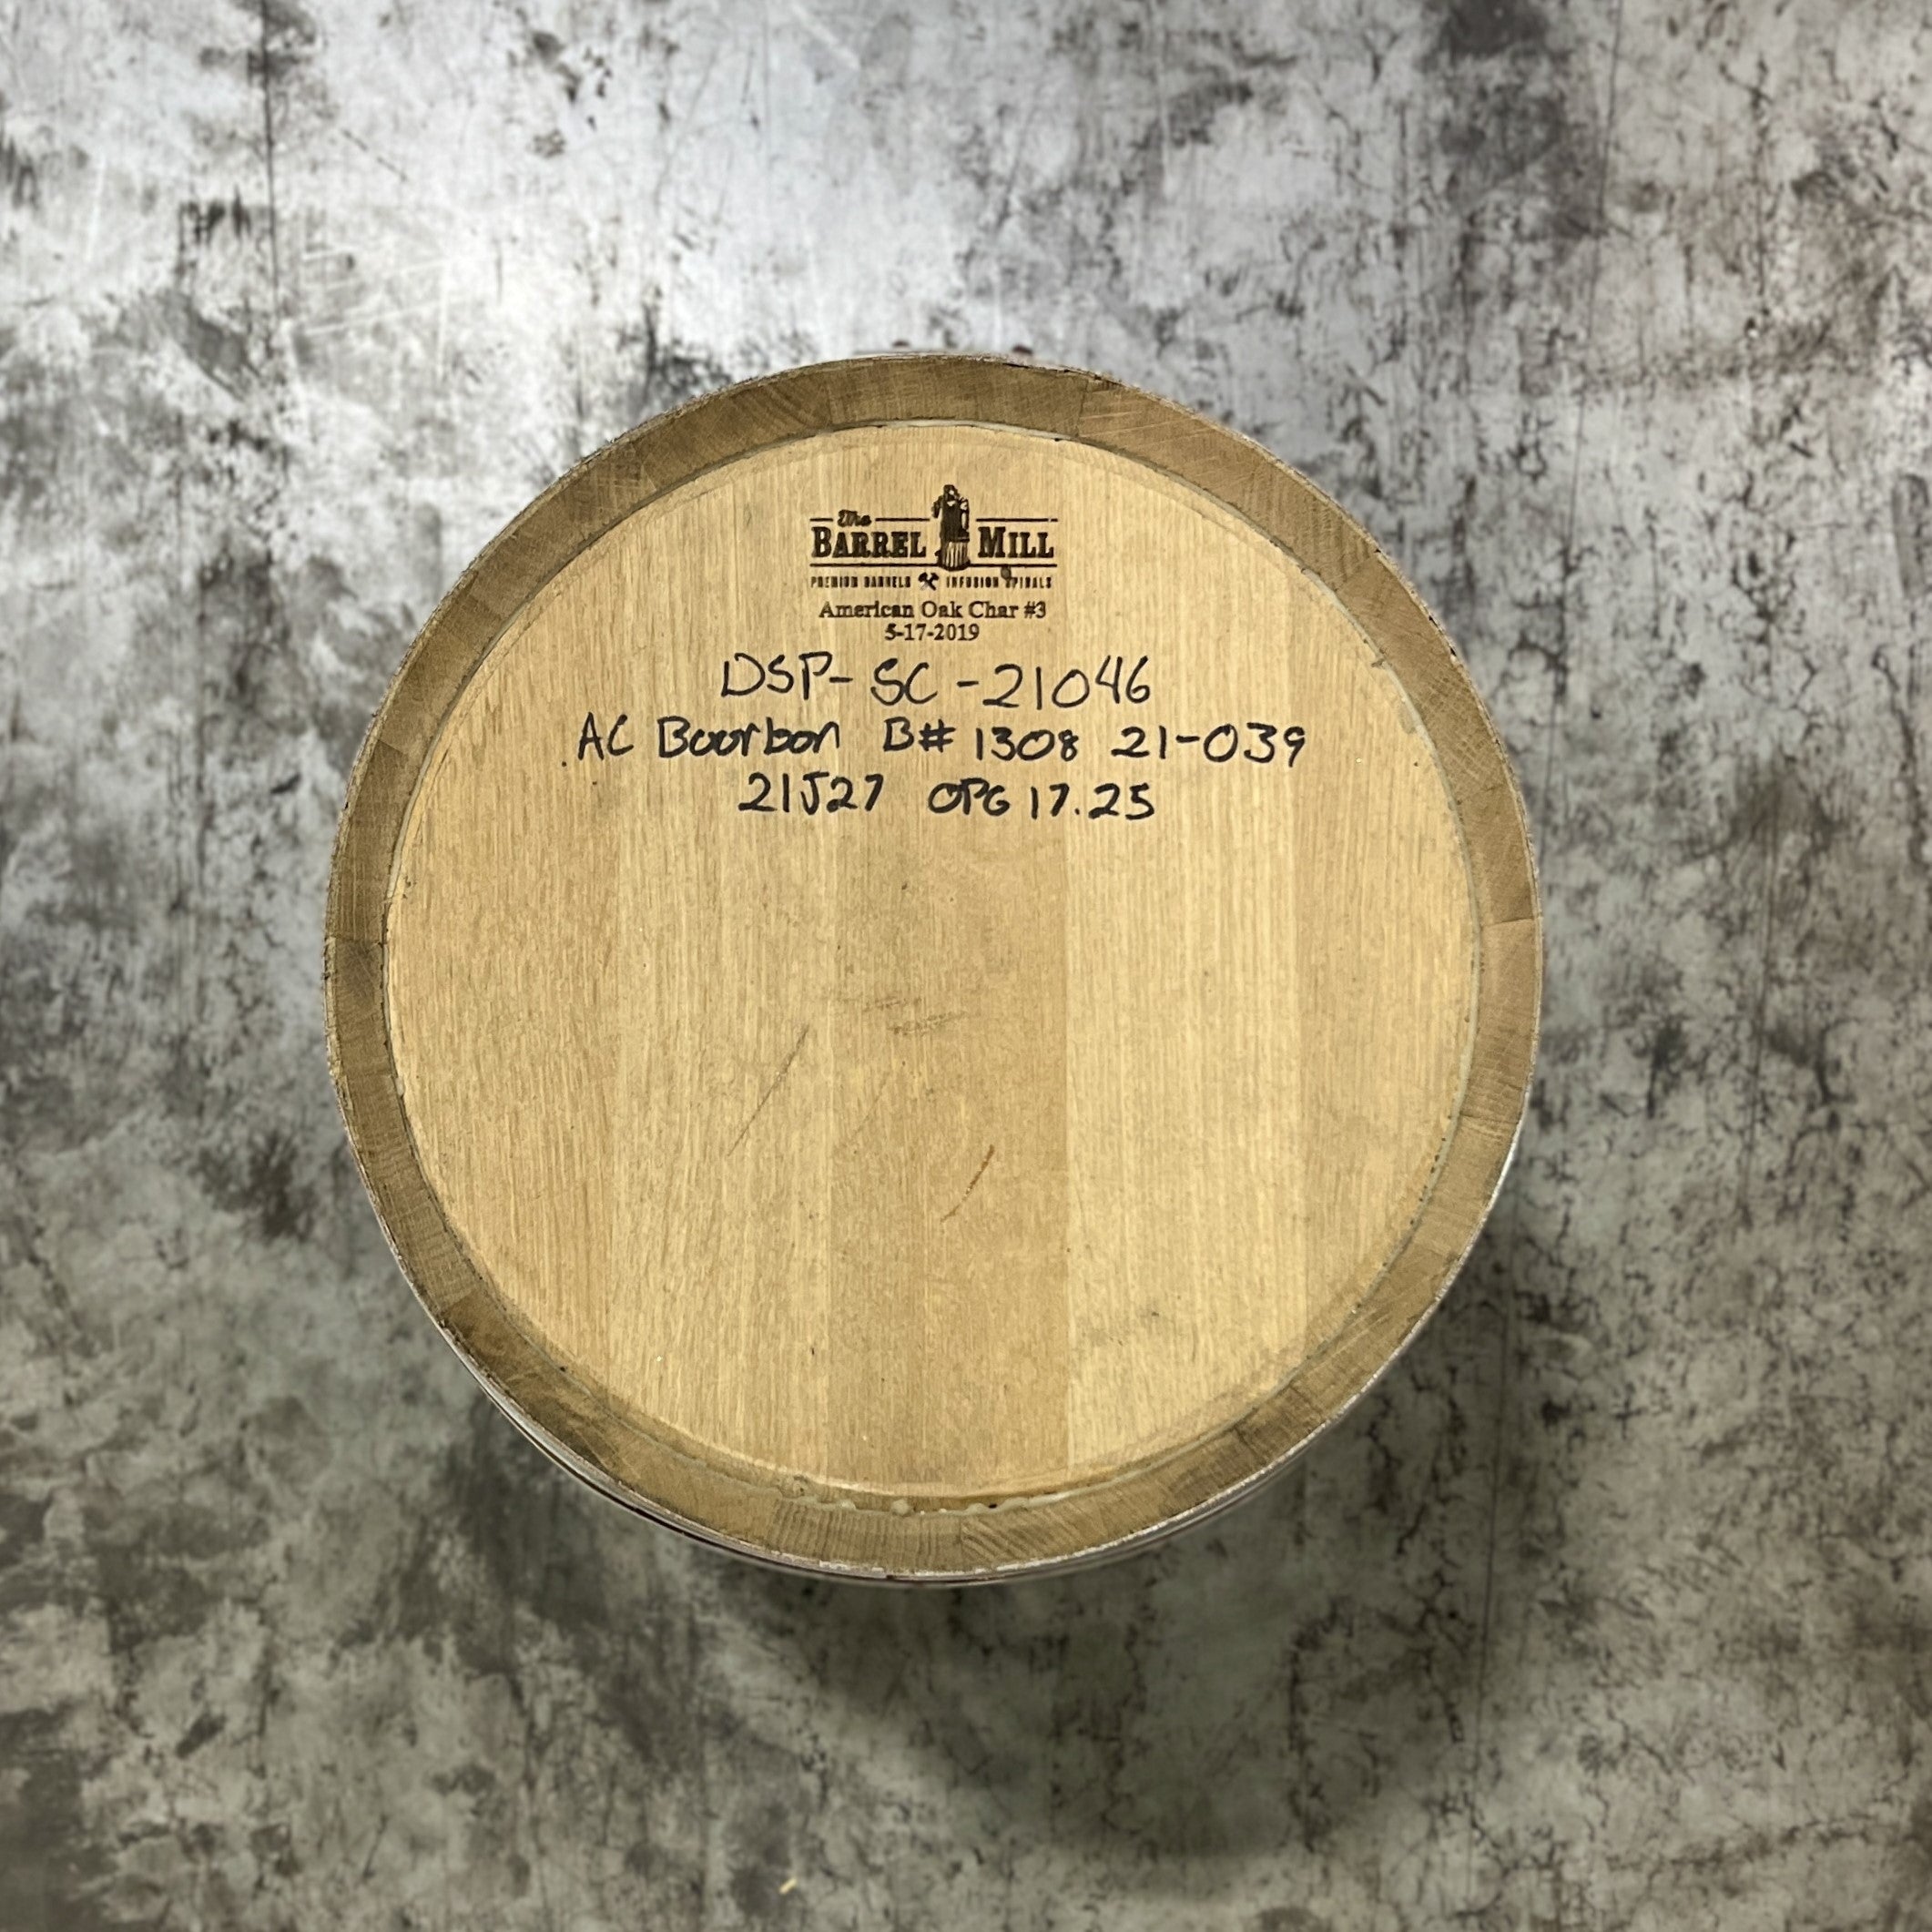 The
BARREL MILL
PREMIUM BARRELS INFUSION SPIRALS
American Oak Char #3
5-17-2019
DSP-SC-21046
AC Bourbon B# 1308 21-039
21J27 OPG 17.25